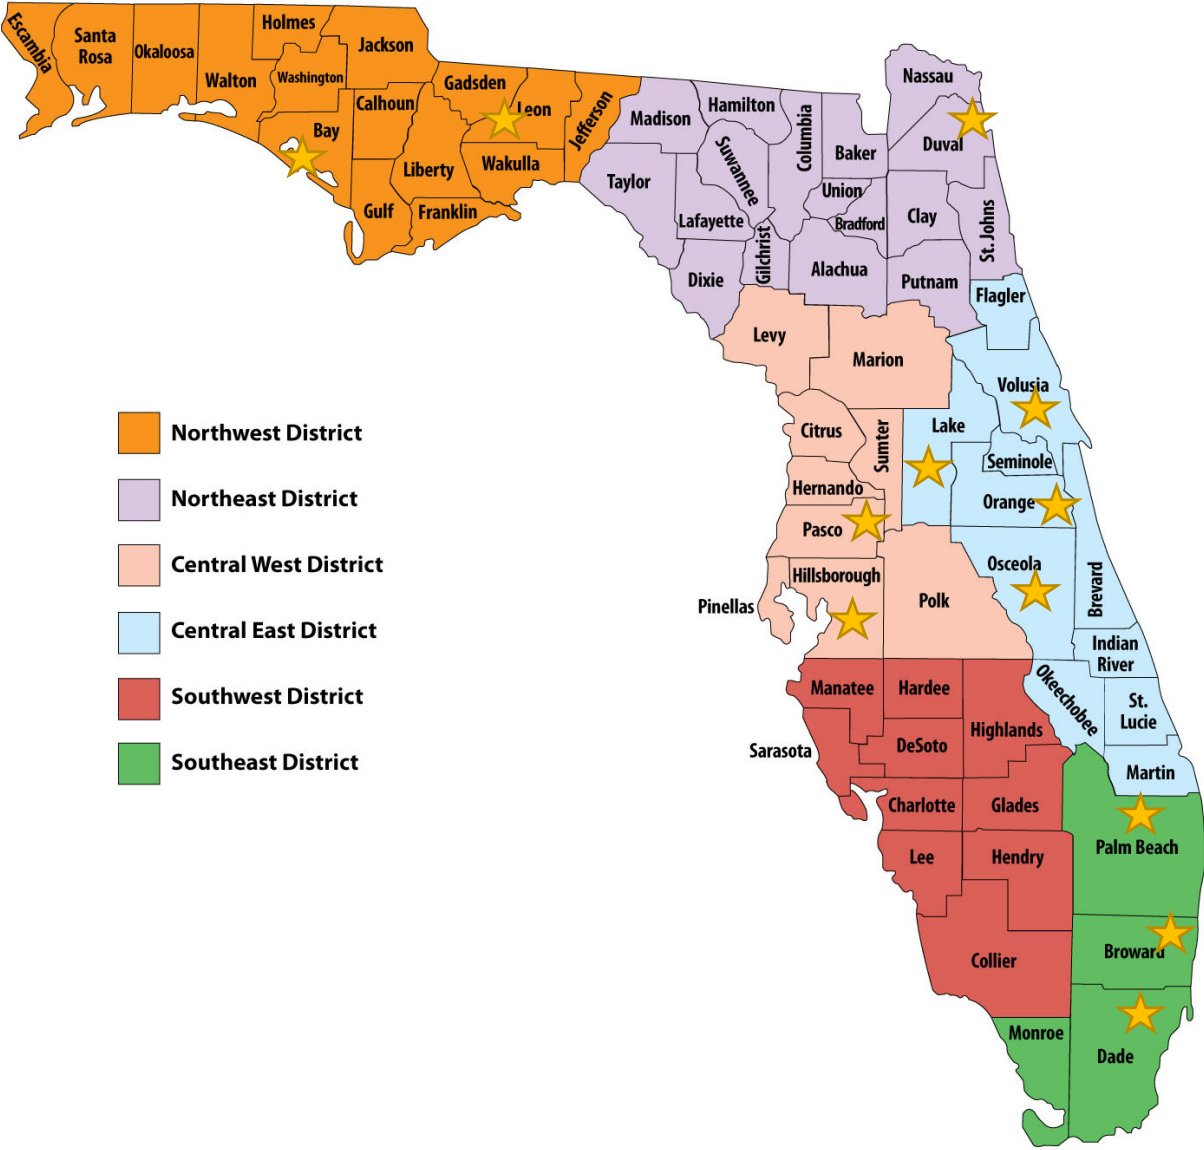 Escambia
Santa
Rosa
Okaloosa
Walton
Holmes
Washington
Jackson
Bay
Calhoun
Gulf
Liberty
Franklin
Gadsden
Leon
Wakulla
Jefferson
Madison
Taylor
Hamilton
Suwannee
Lafayette
Dixie
Columbia
Gilchrist
Baker
Union
Bradford
Alachua
Nassau
Duval
Clay
St. Johns
Putnam
Flagler
Levy
Marion
Volusia
Citrus
Sumter
Lake
Seminole
Hernando
Orange
Pasco
Osceola
Brevard
Hillsborough
Pinellas
Polk
Indian
River
Okeechobee
St.
Lucie
Manatee
Hardee
Highlands
Sarasota
DeSoto
Martin
Charlotte
Glades
Palm Beach
Lee
Hendry
Collier
Broward
Monroe
Dade
Northwest District
Northeast District
Central West District
Central East District
Southwest District
Southeast District